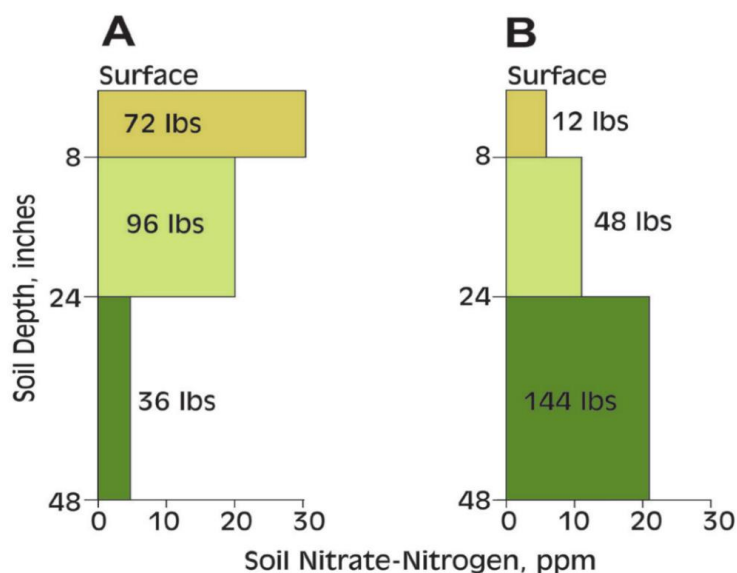 A
Surface
72 lbs
8
96 lbs
24
36 lbs
48
0 10 20 30
Soil Depth, inches
B
Surface
12 lbs
8
48 lbs
24
144 lbs
48
0 10 20 30
Soil Nitrate-Nitrogen, ppm